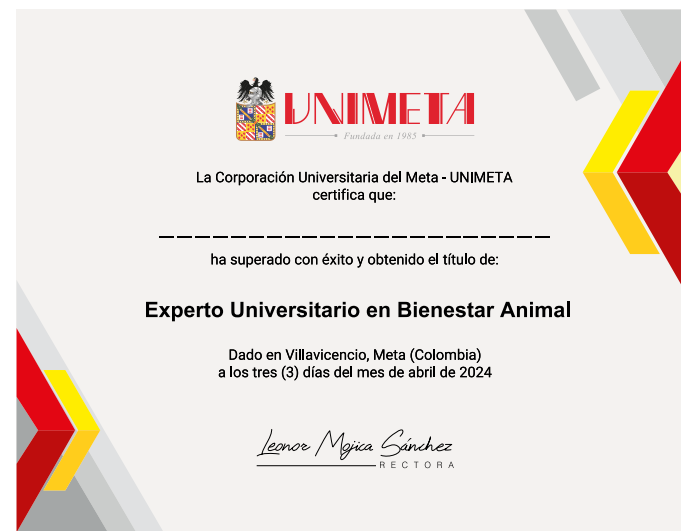 UNIMETA
Fundada en 1985
La Corporación Universitaria del Meta - UNIMETA
certifica que:
ha superado con éxito y obtenido el título de:
Experto Universitario en Bienestar Animal
Dado en Villavicencio, Meta (Colombia)
a los tres (3) días del mes de abril de 2024
Leonor Mojica Sánchez
RECTORA